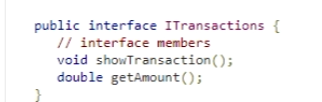 public interface ITransactions {
// interface members
void showTransaction();
double getAmount();
}